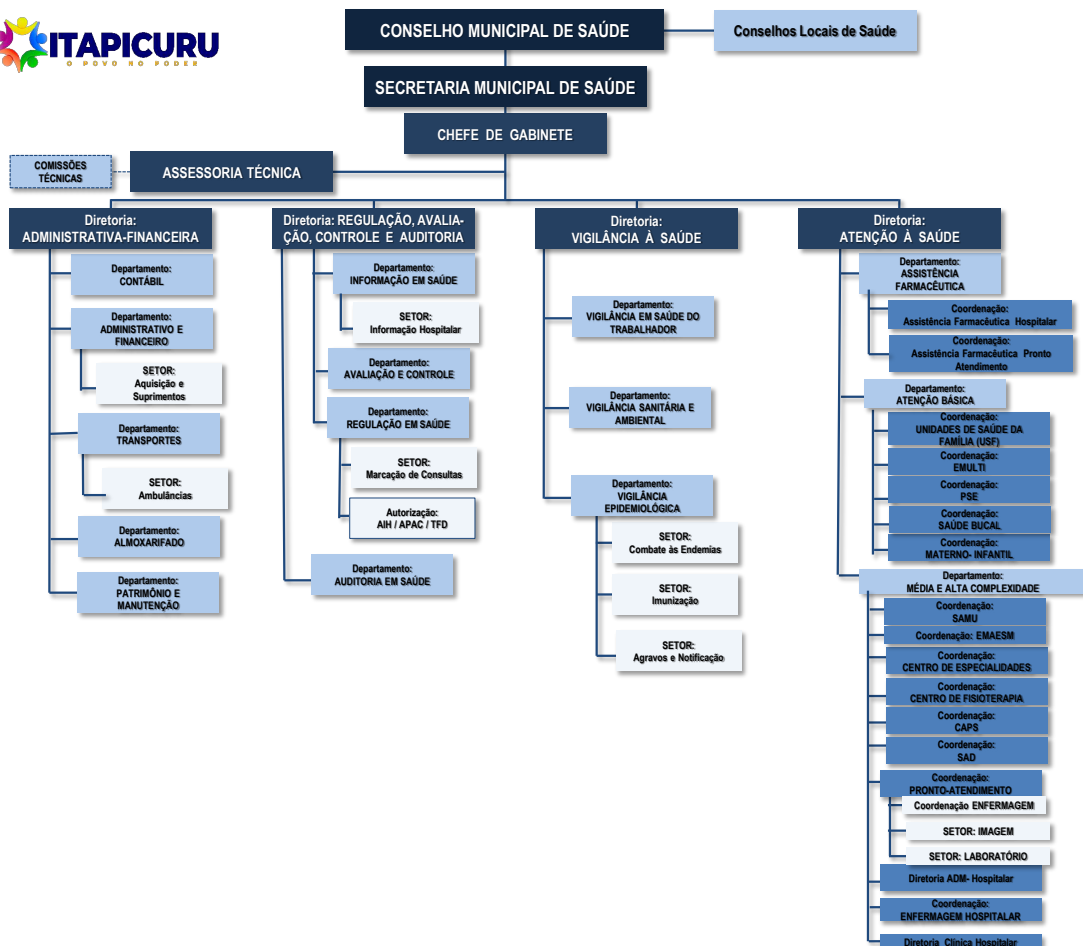 ITAPICURU
O POVO NO PODER
CONSELHO MUNICIPAL DE SAÚDE
Conselhos Locais de Saúde
SECRETARIA MUNICIPAL DE SAÚDE
CHEFE DE GABINETE
COMISSÕES
TÉCNICAS
ASSESSORIA TÉCNICA
Diretoria:
ADMINISTRATIVA-FINANCEIRA
Departamento:
CONTÁBIL
Departamento:
ADMINISTRATIVO E
FINANCEIRO
SETOR:
Aquisição e
Suprimentos
Departamento:
TRANSPORTES
SETOR:
Ambulâncias
Departamento:
ALMOXARIFADO
Departamento:
PATRIMÔNIO E
MANUTENÇÃO
Diretoria: REGULAÇÃO, AVALIA-
ÇÃO, CONTROLE E AUDITORIA
Departamento:
INFORMAÇÃO EM SAÚDE
SETOR:
Informação Hospitalar
Departamento:
AVALIAÇÃO E CONTROLE
Departamento:
REGULAÇÃO EM SAÚDE
SETOR:
Marcação de Consultas
Autorização:
AIH / APAC / TFD
Departamento:
AUDITORIA EM SAÚDE
Diretoria:
VIGILÂNCIA À SAÚDE
Departamento:
VIGILÂNCIA EM SAÚDE DO
TRABALHADOR
Departamento:
VIGILÂNCIA SANITÁRIA E
AMBIENTAL
Departamento:
VIGILÂNCIA
EPIDEMIOLÓGICA
SETOR:
Combate às Endemias
SETOR:
Imunização
SETOR:
Agravos e Notificação
Diretoria:
ATENÇÃO À SAÚDE
Departamento:
ASSISTÊNCIA
FARMACÊUTICA
Coordenação:
Assistência Farmacêutica Hospitalar
Coordenação:
Assistência Farmacêutica Pronto
Atendimento
Departamento:
ATENÇÃO BÁSICA
Coordenação:
UNIDADES DE SAÚDE DA
FAMÍLIA (USF)
Coordenação:
EMULTI
Coordenação:
PSE
Coordenação:
SAÚDE BUCAL
Coordenação:
MATERNO- INFANTIL
Departamento:
MÉDIA E ALTA COMPLEXIDADE
Coordenação:
SAMU
Coordenação: EMAESM
Coordenação:
CENTRO DE ESPECIALIDADES
Coordenação:
CENTRO DE FISIOTERAPIA
Coordenação:
CAPS
Coordenação:
SAD
Coordenação:
PRONTO-ATENDIMENTO
Coordenação ENFERMAGEM
SETOR: IMAGEM
SETOR: LABORATÓRIO
Diretoria ADM- Hospitalar
Coordenação:
ENFERMAGEM HOSPITALAR
Diretoria Clínica Hospitalar